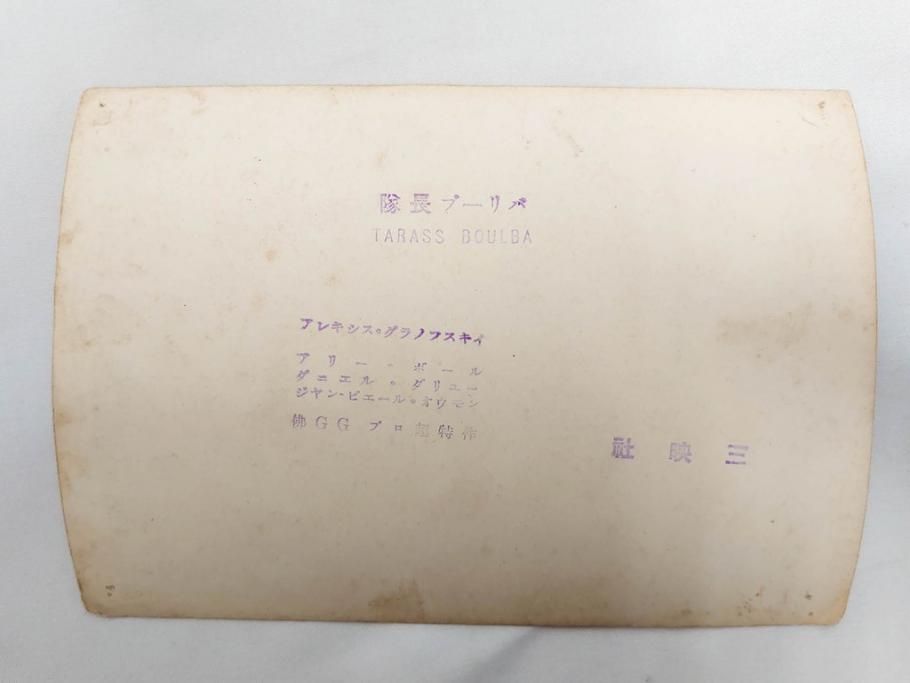 隊長ブーリバ
TARASS BOULBA
アレキシス・グラノフスキイ
アリー・ボール
ダニエル・ダリユー
ジヤン・ピエール・オウモン
佛GGプロ超特作
三映社